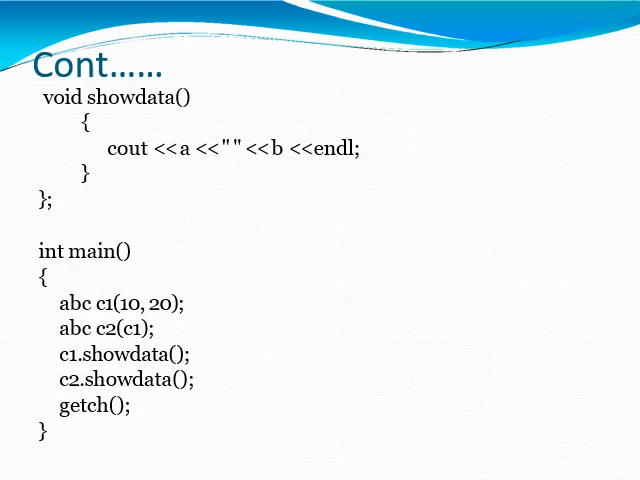 Cont……
void showdata()
{
cout <<a <<" " <<b <<endl;
}
};
int main()
{
abc c1(10, 20);
abc c2(c1);
c1.showdata();
c2.showdata();
getch();
}